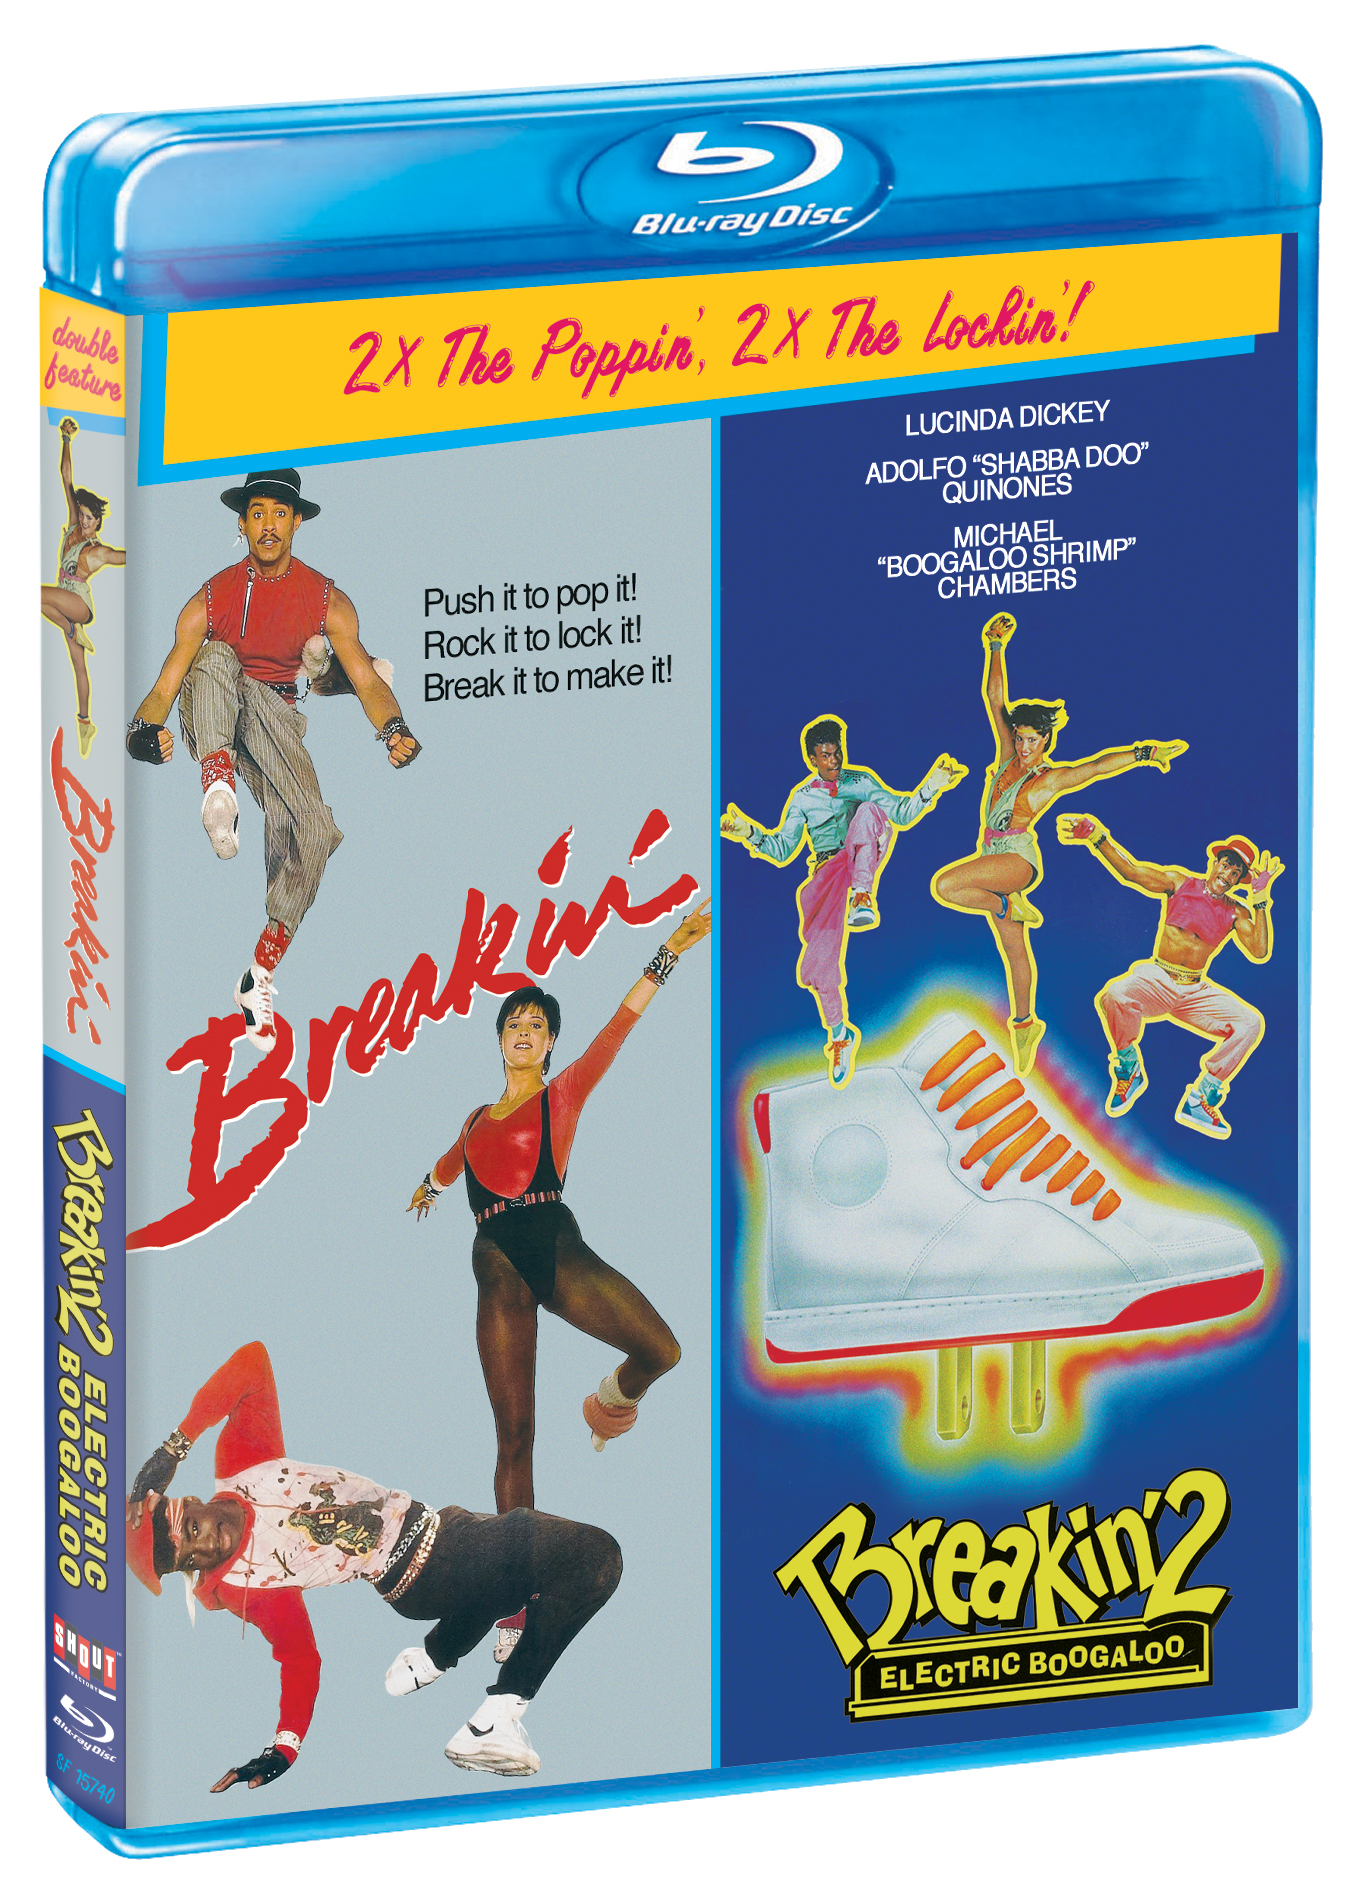 Blu-ray Disc
2X The Poppin', 2X The Lockin'!
double
feature
Breakin'
Breakin' 2
ELECTRIC
BOOGALOO
SHOUT
FACTORY
Blu-ray Disc
SF 15740
Push it to pop it!
Rock it to lock it!
Break it to make it!
Breakin'
LUCINDA DICKEY
ADOLFO “SHABBA DOO”
QUINONES
MICHAEL
“BOOGALOO SHRIMP”
CHAMBERS
Breakin' 2
ELECTRIC BOOGALOO